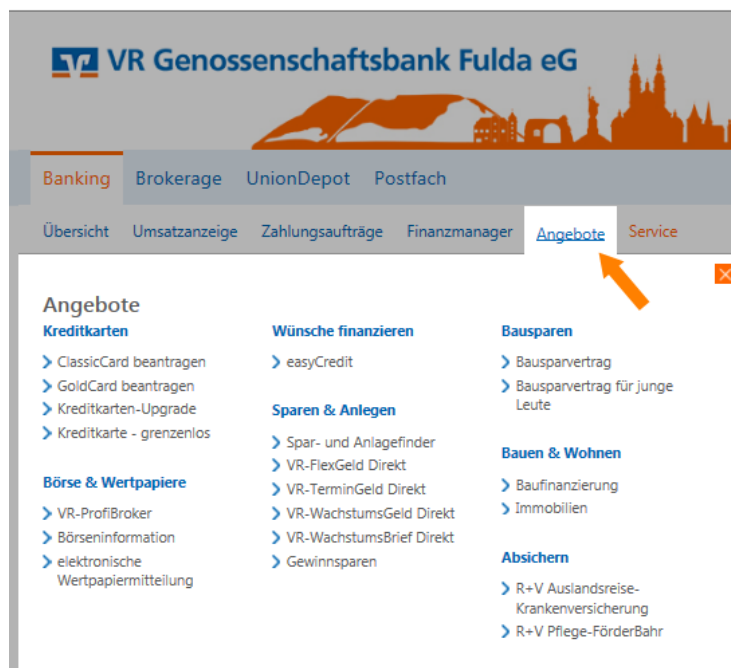 VR Genossenschaftsbank Fulda eG
Banking Brokerage UnionDepot Postfach
Übersicht Umsatzanzeige Zahlungsaufträge Finanzmanager Angebote Service
Angebote
Kreditkarten
ClassicCard beantragen
GoldCard beantragen
Kreditkarten-Upgrade
Kreditkarte - grenzenlos
Börse & Wertpapiere
VR-ProfiBroker
Börseninformation
elektronische
Wertpapiermitteilung
Wünsche finanzieren
easyCredit
Sparen & Anlegen
Spar- und Anlagefinder
VR-FlexGeld Direkt
VR-TerminGeld Direkt
VR-WachstumsGeld Direkt
VR-WachstumsBrief Direkt
Gewinnsparen
Bausparen
Bausparvertrag
Bausparvertrag für junge
Leute
Bauen & Wohnen
Baufinanzierung
Immobilien
Absichern
R+V Auslandsreise-
Krankenversicherung
R+V Pflege-FörderBahr